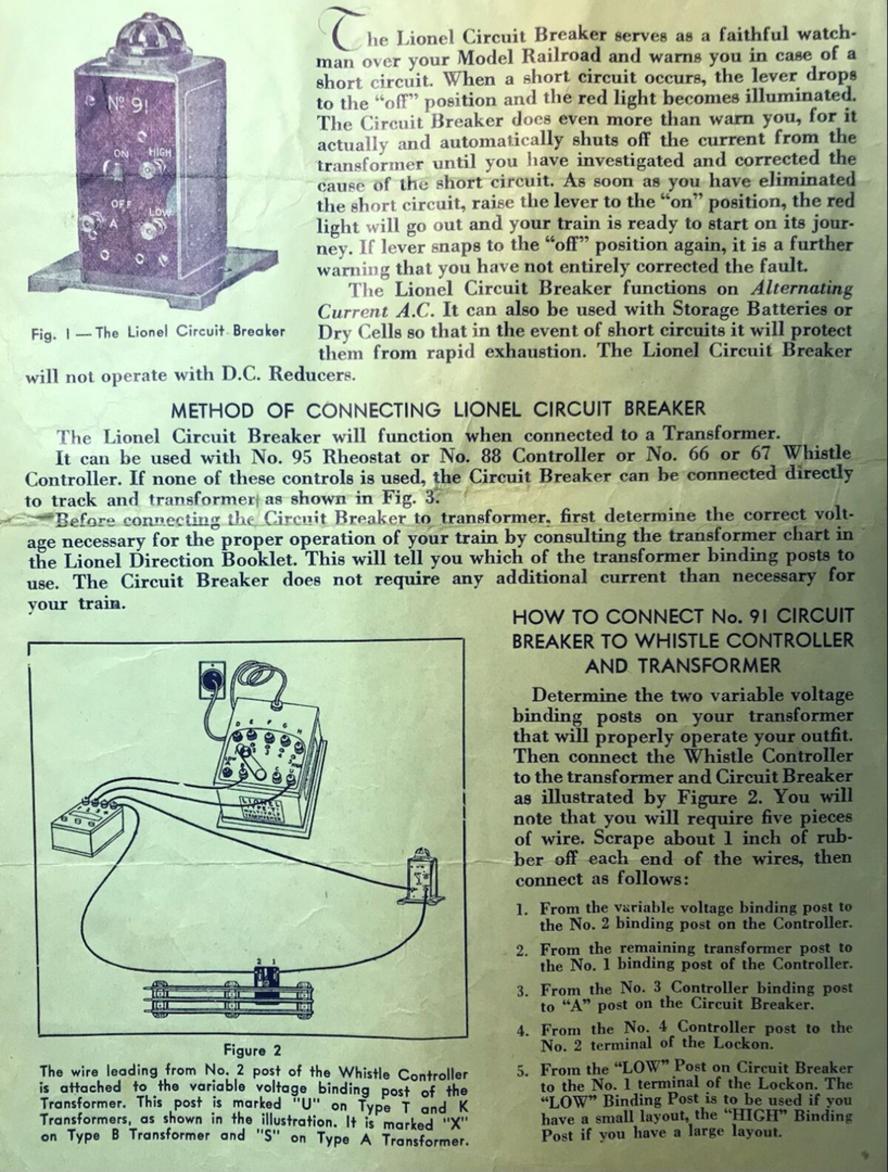 The Lionel Circuit Breaker serves as a faithful watch-
man over your Model Railroad and warns you in case of a
short circuit. When a short circuit occurs, the lever drops
to the "off" position and the red light becomes illuminated.
The Circuit Breaker does even more than warn you, for it
actually and automatically shuts off the current from the
transformer until you have investigated and corrected the
cause of the short circuit. As soon as you have eliminated
the short circuit, raise the lever to the "on" position, the red
light will go out and your train is ready to start on its jour-
ney. If lever snaps to the "off" position again, it is a further
warning that you have not entirely corrected the fault.
The Lionel Circuit Breaker functions on Alternating
Current A.C. It can also be used with Storage Batteries or
Dry Cells so that in the event of short circuits it will protect
them from rapid exhaustion. The Lionel Circuit Breaker
will not operate with D.C. Reducers.
No 91
ON HIGH
OFF
A LOW
Fig. 1 — The Lionel Circuit Breaker
METHOD OF CONNECTING LIONEL CIRCUIT BREAKER
The Lionel Circuit Breaker will function when connected to a Transformer.
It can be used with No. 95 Rheostat or No. 88 Controller or No. 66 or 67 Whistle
Controller. If none of these controls is used, the Circuit Breaker can be connected directly
to track and transformer as shown in Fig. 3.
Before connecting the Circuit Breaker to transformer, first determine the correct volt-
age necessary for the proper operation of your train by consulting the transformer chart in
the Lionel Direction Booklet. This will tell you which of the transformer binding posts to
use. The Circuit Breaker does not require any additional current than necessary for
your train.
HOW TO CONNECT No. 91 CIRCUIT
BREAKER TO WHISTLE CONTROLLER
AND TRANSFORMER
Determine the two variable voltage
binding posts on your transformer
that will properly operate your outfit.
Then connect the Whistle Controller
to the transformer and Circuit Breaker
as illustrated by Figure 2. You will
note that you will require five pieces
of wire. Scrape about 1 inch of rub-
ber off each end of the wires, then
connect as follows:
1. From the variable voltage binding post to
the No. 2 binding post on the Controller.
2. From the remaining transformer post to
the No. 1 binding post of the Controller.
3. From the No. 3 Controller binding post
to "A" post on the Circuit Breaker.
4. From the No. 4 Controller post to the
No. 2 terminal of the Lockon.
5. From the "LOW" Post on Circuit Breaker
to the No. 1 terminal of the Lockon. The
"LOW" Binding Post is to be used if you
have a small layout, the "HIGH" Binding
Post if you have a large layout.
D E F G H
LIONEL
2 1
Figure 2
The wire leading from No. 2 post of the Whistle Controller
is attached to the variable voltage binding post of the
Transformer. This post is marked "U" on Type T and K
Transformers, as shown in the illustration. It is marked "X"
on Type B Transformer and "S" on Type A Transformer.